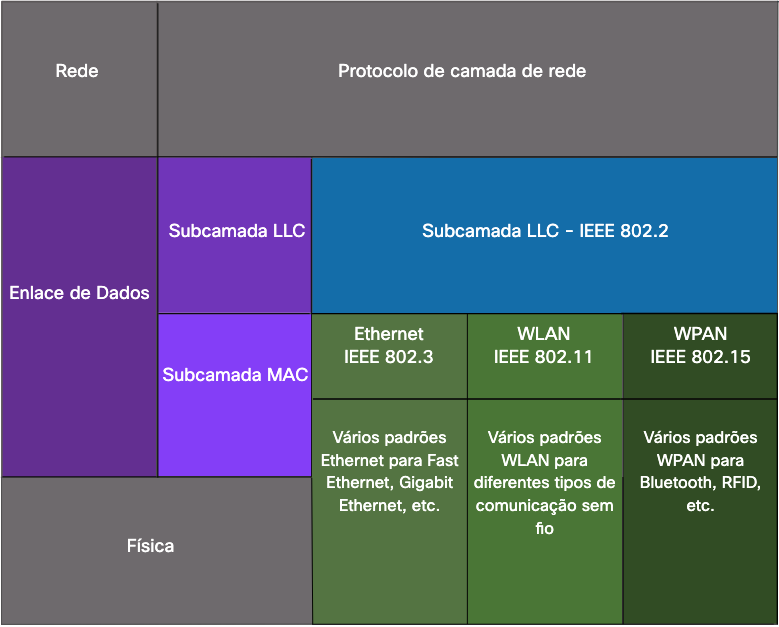 Rede
Protocolo de camada de rede
Enlace de Dados
Subcamada LLC
Subcamada LLC - IEEE 802.2
Subcamada MAC
Ethernet
IEEE 802.3
WLAN
IEEE 802.11
WPAN
IEEE 802.15
Vários padrões
Ethernet para Fast
Ethernet, Gigabit
Ethernet, etc.
Vários padrões
WLAN para
diferentes tipos de
comunicação sem
fio
Vários padrões
WPAN para
Bluetooth, RFID,
etc.
Física